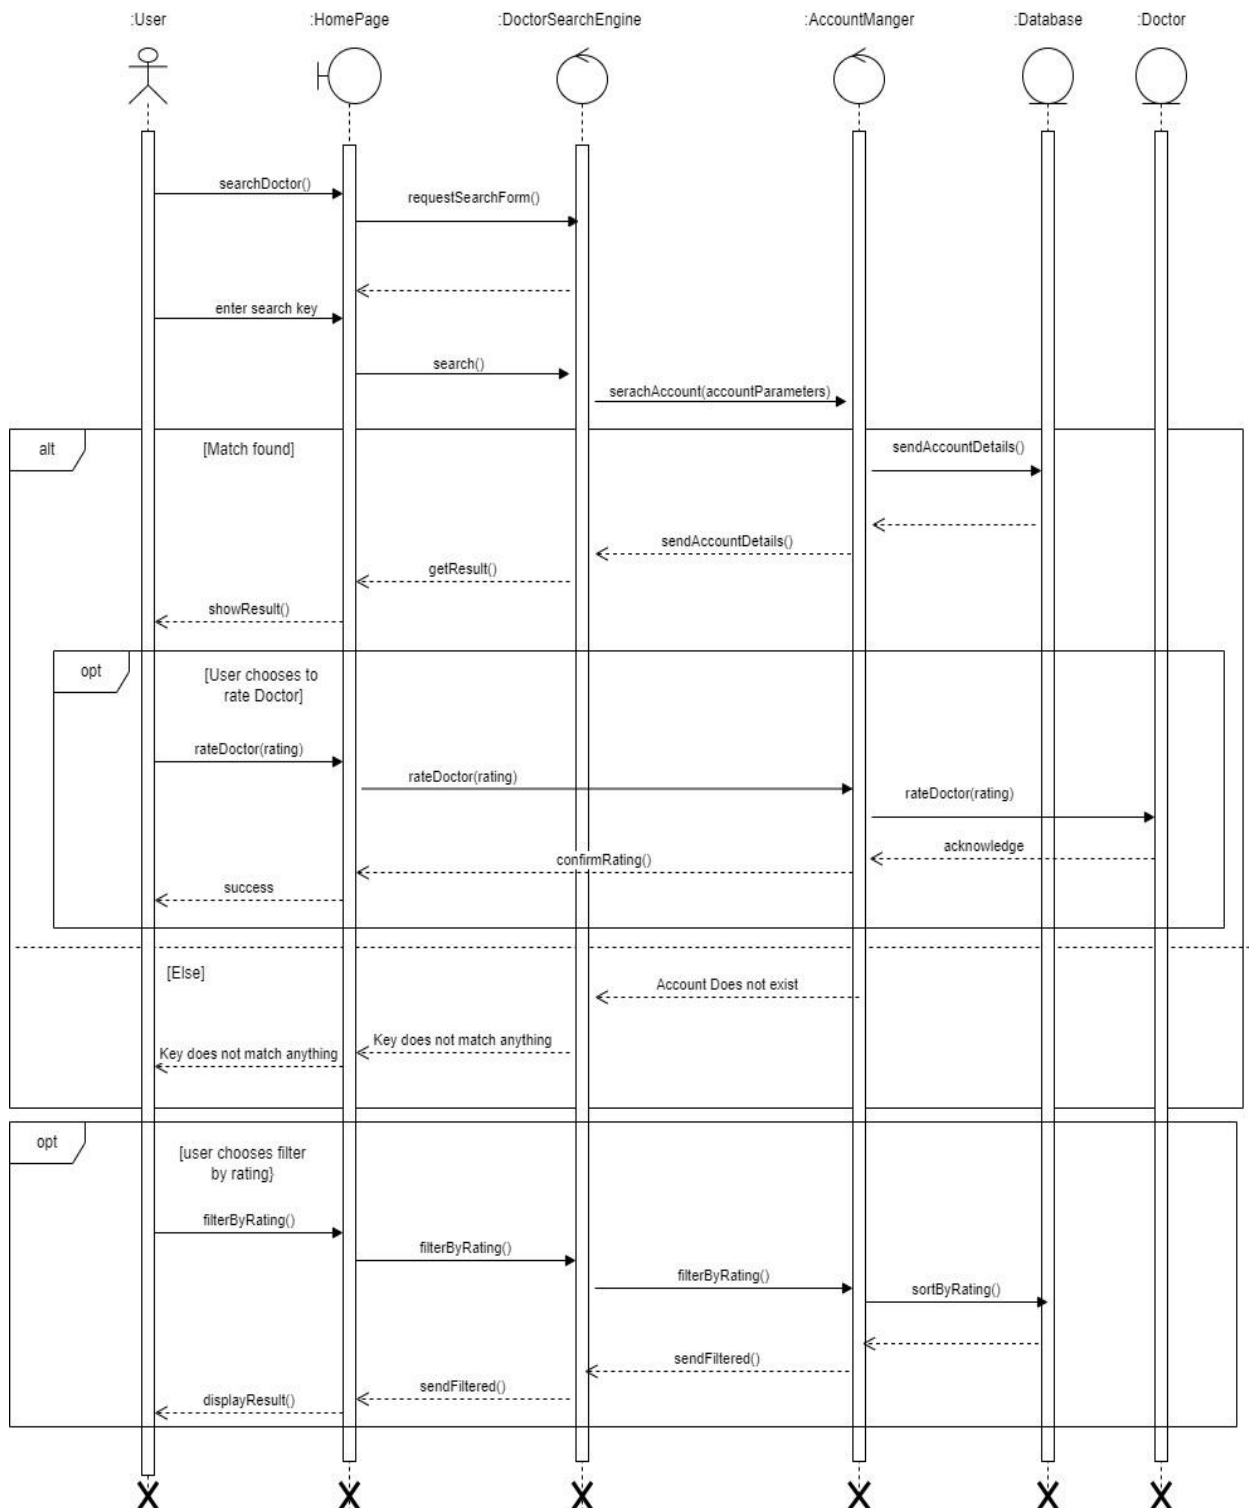 :User
:HomePage
:DoctorSearchEngine
:AccountManger
:Database
:Doctor
searchDoctor()
requestSearchForm()
enter search key
search()
serachAccount(accountParameters)
alt
[Match found]
sendAccountDetails()
sendAccountDetails()
getResult()
showResult()
opt
[User chooses to
rate Doctor]
rateDoctor(rating)
rateDoctor(rating)
rateDoctor(rating)
acknowledge
confirmRating()
success
[Else]
Account Does not exist
Key does not match anything
Key does not match anything
opt
[user chooses filter
by rating}
filterByRating()
filterByRating()
filterByRating()
sortByRating()
sendFiltered()
sendFiltered()
displayResult()